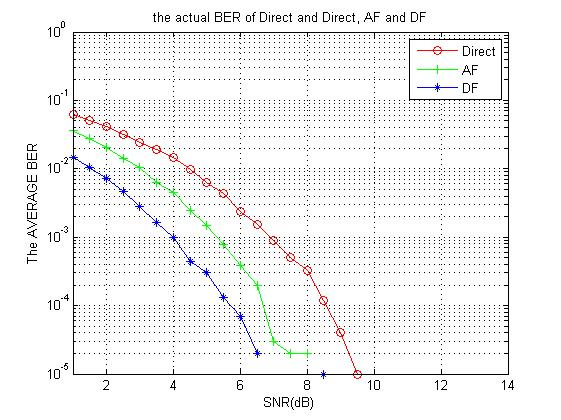 the actual BER of Direct and Direct, AF and DF
10^0
10^-1
10^-2
10^-3
10^-4
10^-5
The AVERAGE BER
Direct
AF
DF
2 4 6 8 10 12 14
SNR(dB)